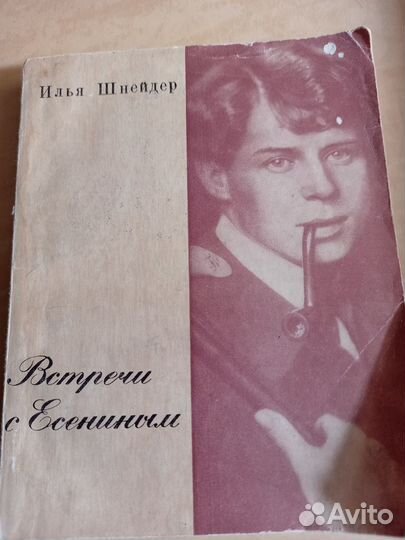 Илья Шнейдер
Встречи
с Есениным
Avito